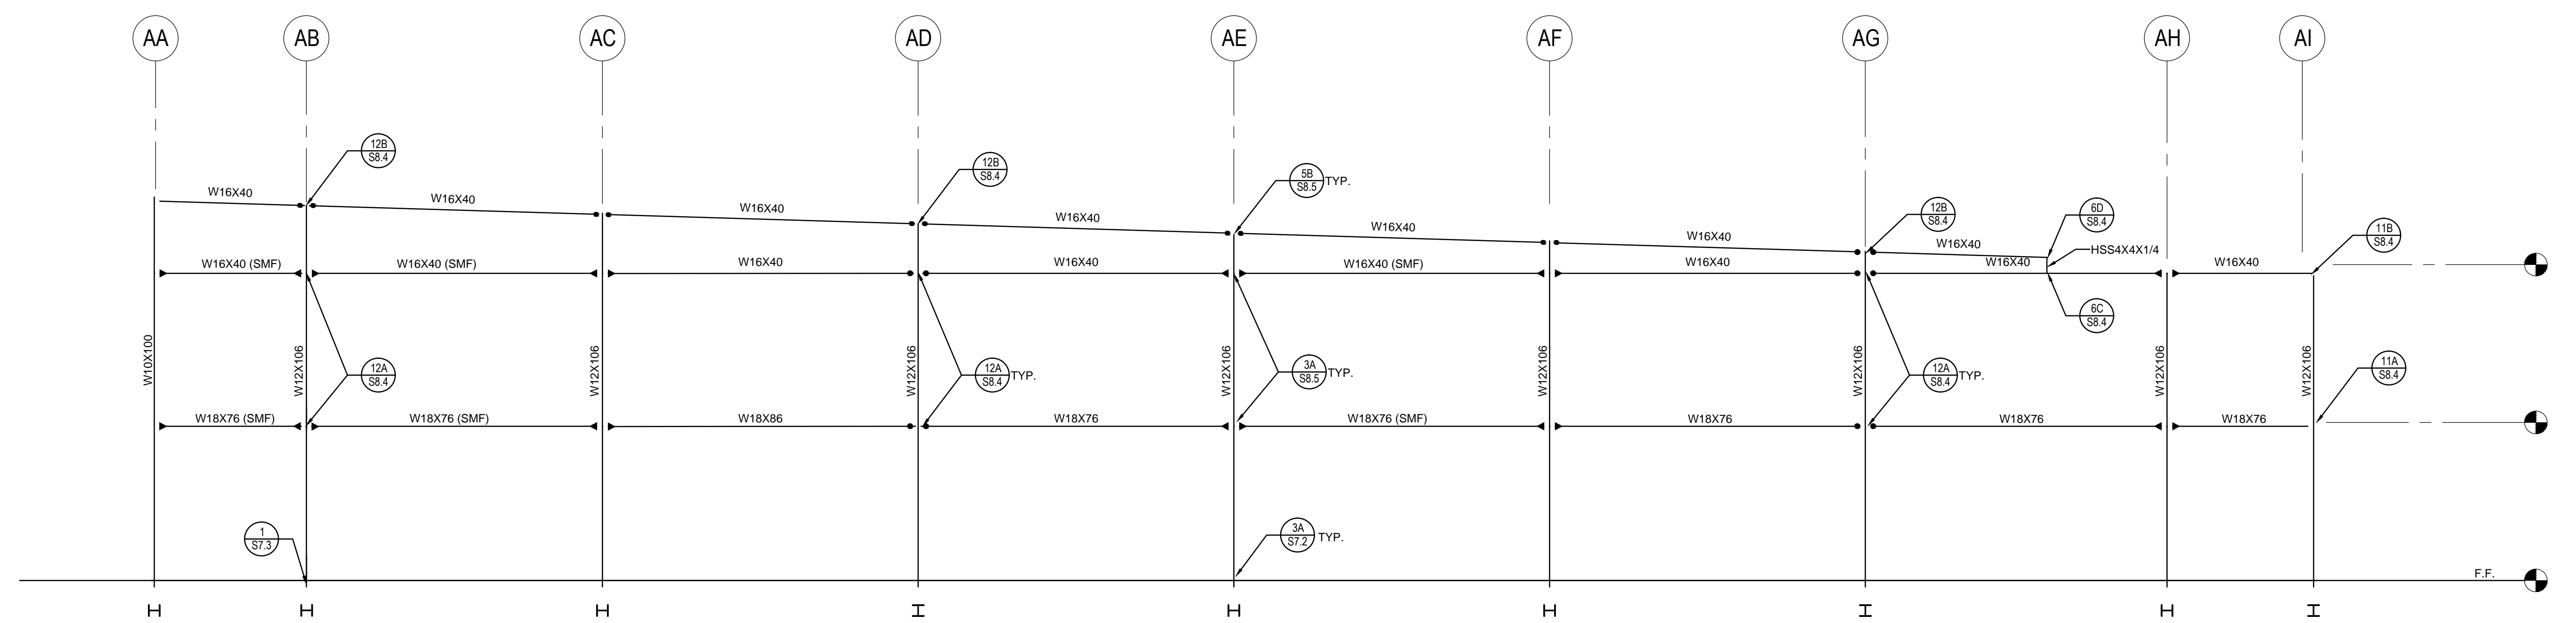 AA
AB
AC
AD
AE
AF
AG
AH
AI
12B
S8.4
12B
S8.4
5B
S8.5
TYP.
12B
S8.4
6D
S8.4
11B
S8.4
W16X40
W16X40
W16X40
W16X40
W16X40
W16X40
W16X40
HSS4X4X1/4
W16X40 (SMF)
W16X40 (SMF)
W16X40
W16X40
W16X40 (SMF)
W16X40
W16X40
W16X40
6C
S8.4
W10X100
W12X106
W12X106
W12X106
W12X106
W12X106
W12X106
W12X106
12A
S8.4
12A
S8.4
TYP.
3A
S8.5
TYP.
12A
S8.4
TYP.
11A
S8.4
W18X76 (SMF)
W18X76 (SMF)
W18X86
W18X76
W18X76 (SMF)
W18X76
W18X76
W18X76
1
S7.3
3A
S7.2
TYP.
F.F.